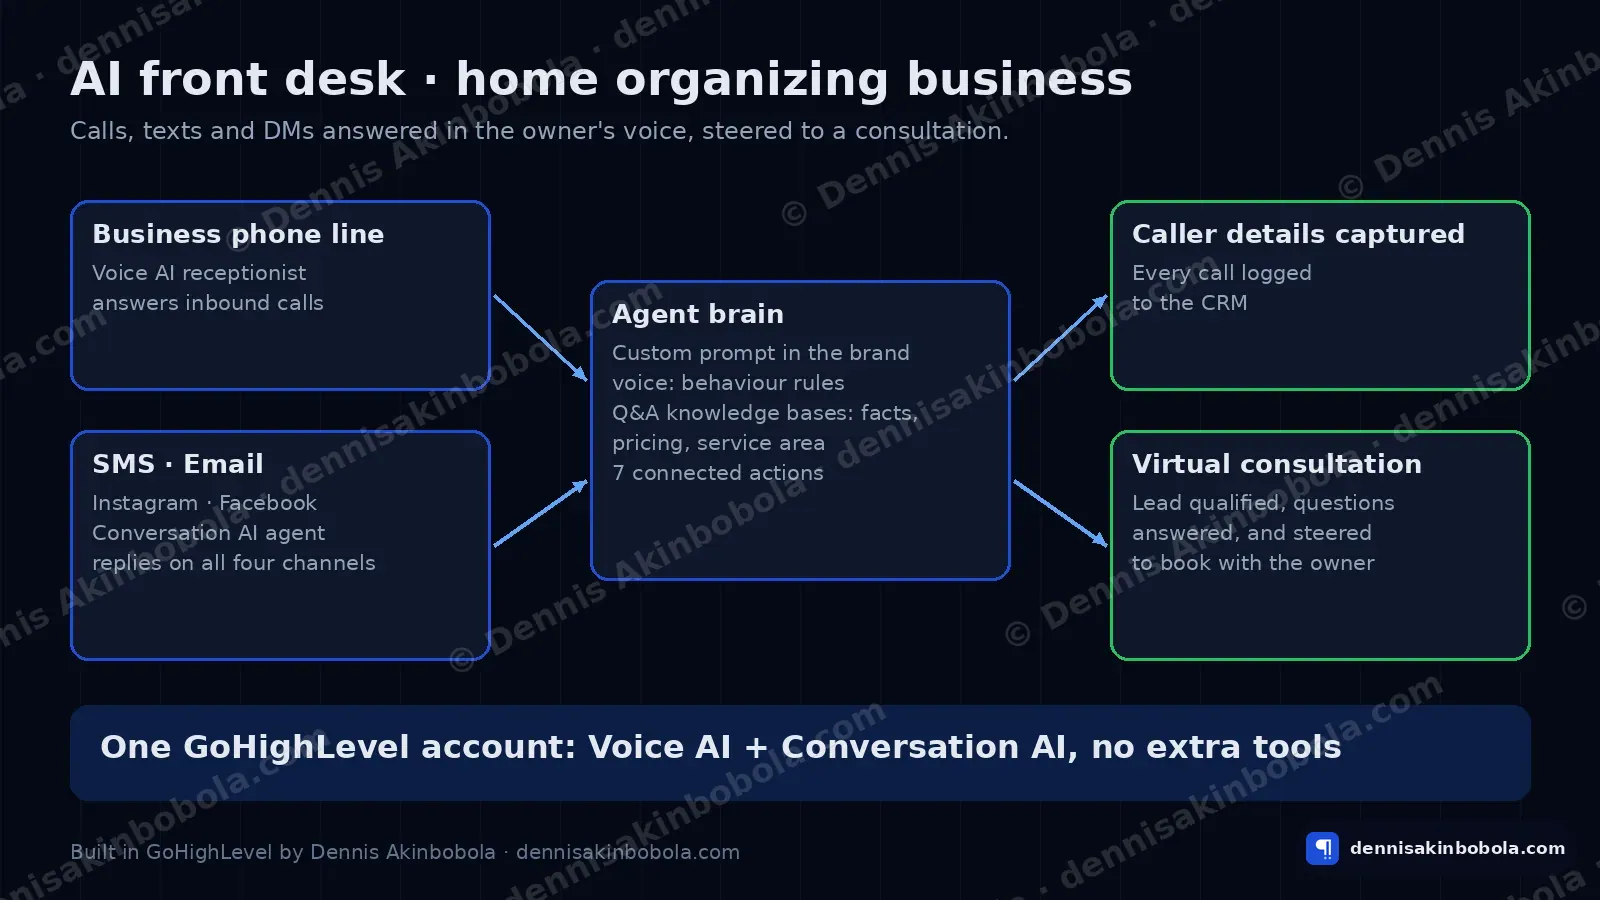 AI front desk · home organizing business
Calls, texts and DMs answered in the owner's voice, steered to a consultation.
Business phone line
Voice AI receptionist
answers inbound calls
SMS · Email
Instagram · Facebook
Conversation AI agent
replies on all four channels
Agent brain
Custom prompt in the brand
voice: behaviour rules
Q&A knowledge bases: facts,
pricing, service area
7 connected actions
Caller details captured
Every call logged
to the CRM
Virtual consultation
Lead qualified, questions
answered, and steered
to book with the owner
One GoHighLevel account: Voice AI + Conversation AI, no extra tools
Built in GoHighLevel by Dennis Akinbobola · dennisakinbobola.com
dennisakinbobola.com
© Dennis Akinbobola · dennisakinbobola.com